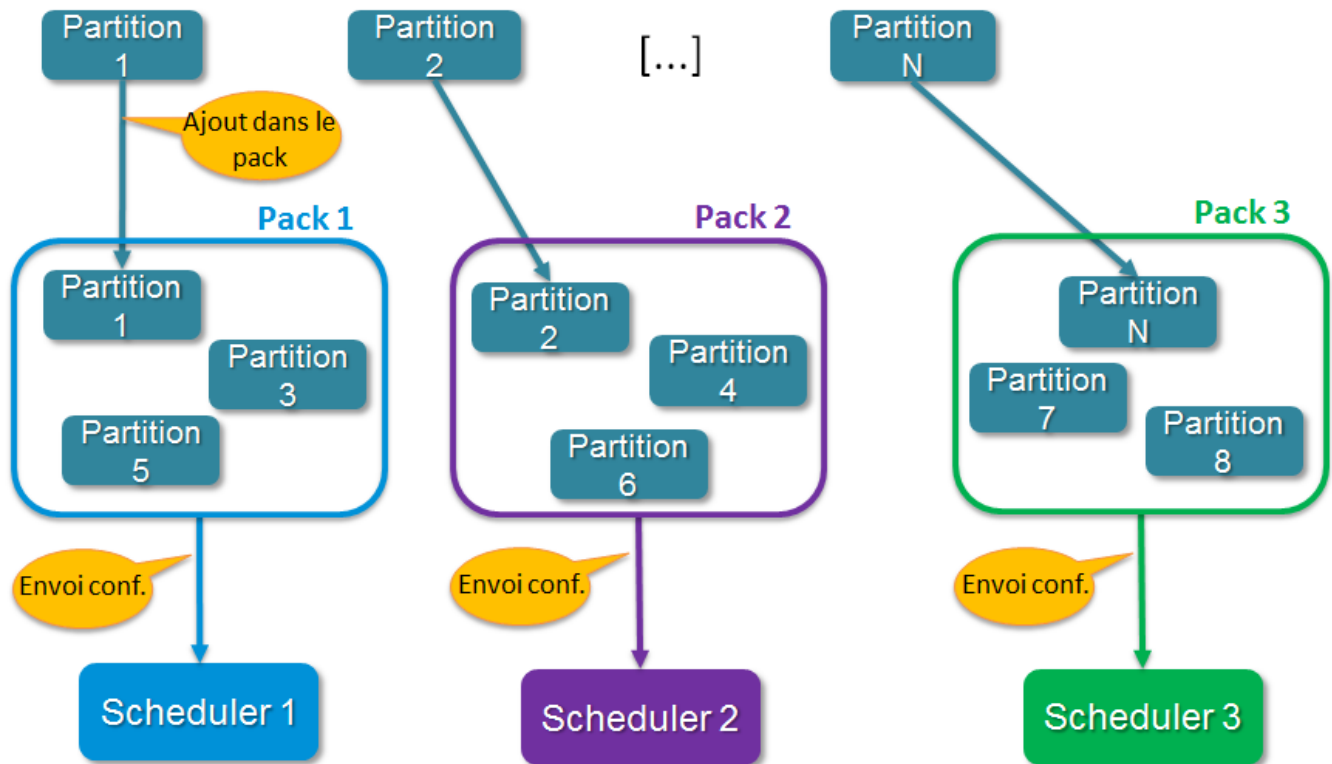 Partition
1
Partition
2
[...]
Partition
N
Ajout dans le
pack
Pack 1
Pack 2
Pack 3
Partition
1
Partition
3
Partition
5
Partition
2
Partition
4
Partition
6
Partition
N
Partition
7
Partition
8
Envoi conf.
Envoi conf.
Envoi conf.
Scheduler 1
Scheduler 2
Scheduler 3